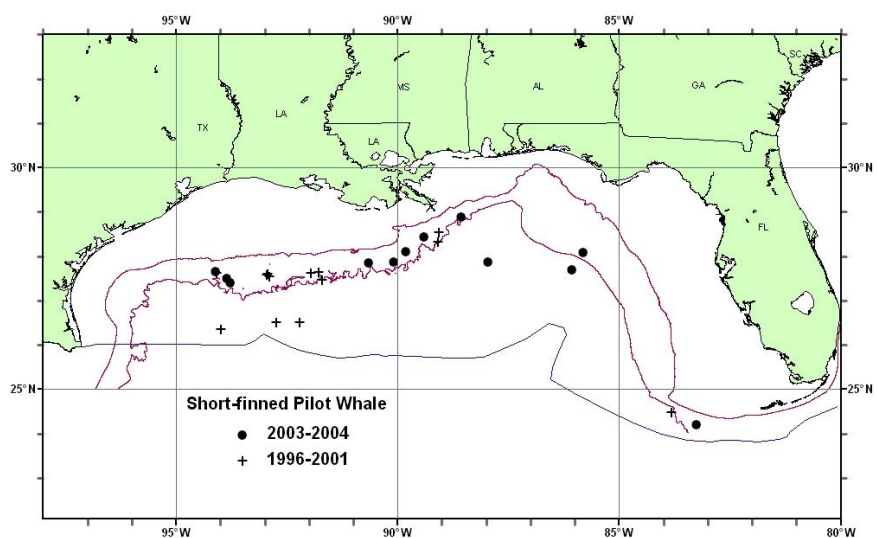 95°W 90°W 85°W 80°W
SC
MS AL GA
LA
TX
LA
30°N 30°N
FL
25°N 25°N
Short-finned Pilot Whale
2003-2004
1996-2001
95°W 90°W 85°W 80°W